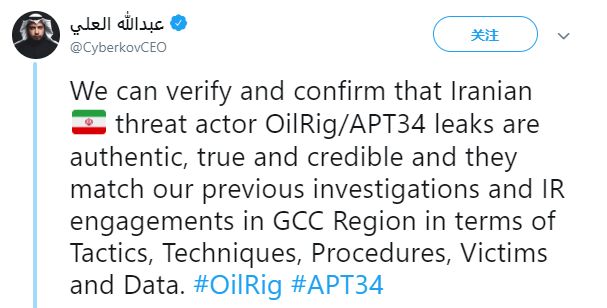 عبدالله العلي
@CyberkovCEO
关注
We can verify and confirm that Iranian
🇮🇷 threat actor OilRig/APT34 leaks are
authentic, true and credible and they
match our previous investigations and IR
engagements in GCC Region in terms of
Tactics, Techniques, Procedures, Victims
and Data. #OilRig #APT34